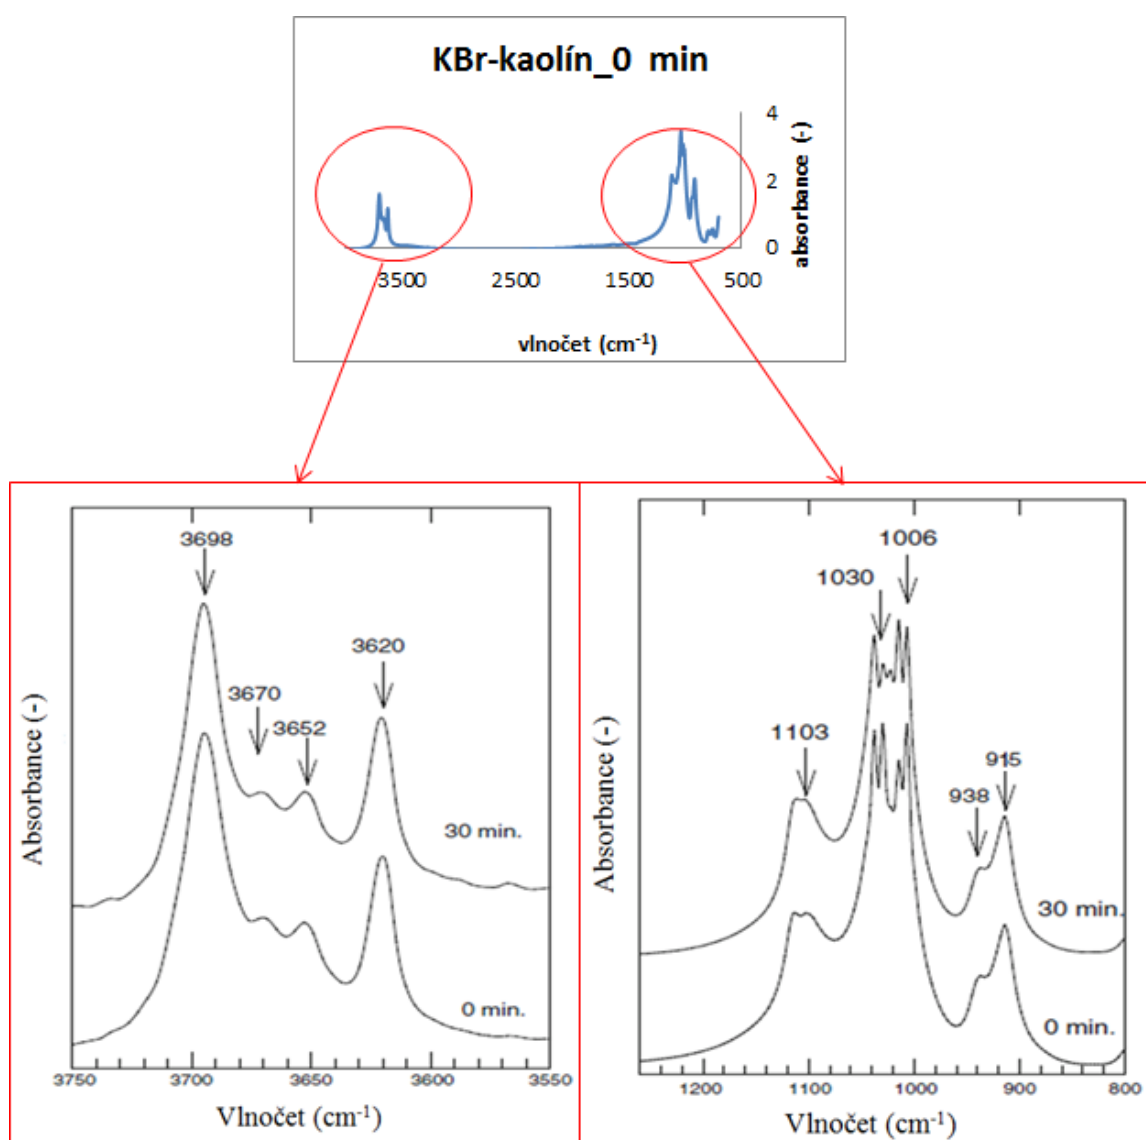 KBr-kaolín_0 min
4
2
0
absorbance (-)
3500 2500 1500 500
vlnočet (cm-1)
3698
3670
3652
3620
30 min.
0 min.
Absorbance (-)
3750 3700 3650 3600 3550
Vlnočet (cm-1)
1006
1030
1103
938
915
30 min.
0 min.
Absorbance (-)
1200 1100 1000 900 800
Vlnočet (cm-1)